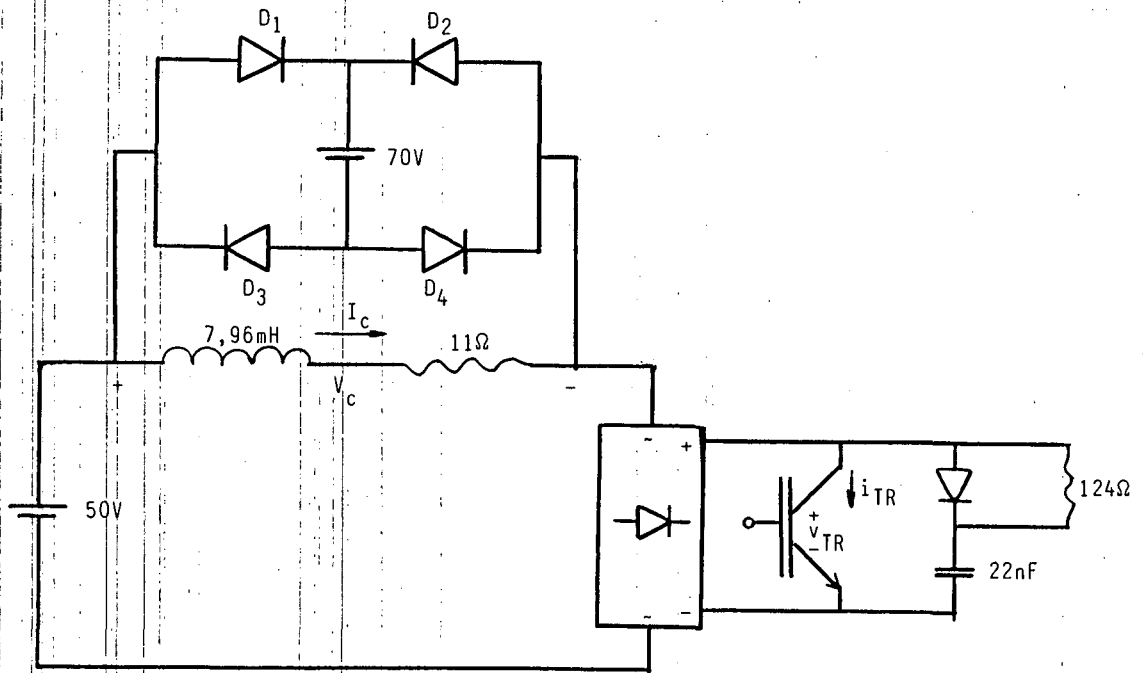 D1 D2
70V
D3 D4
7,96mH Ic 11Ω
+ Vc -
50V
~ +
iTR
+
vTR
-
124Ω
22nF
~ -